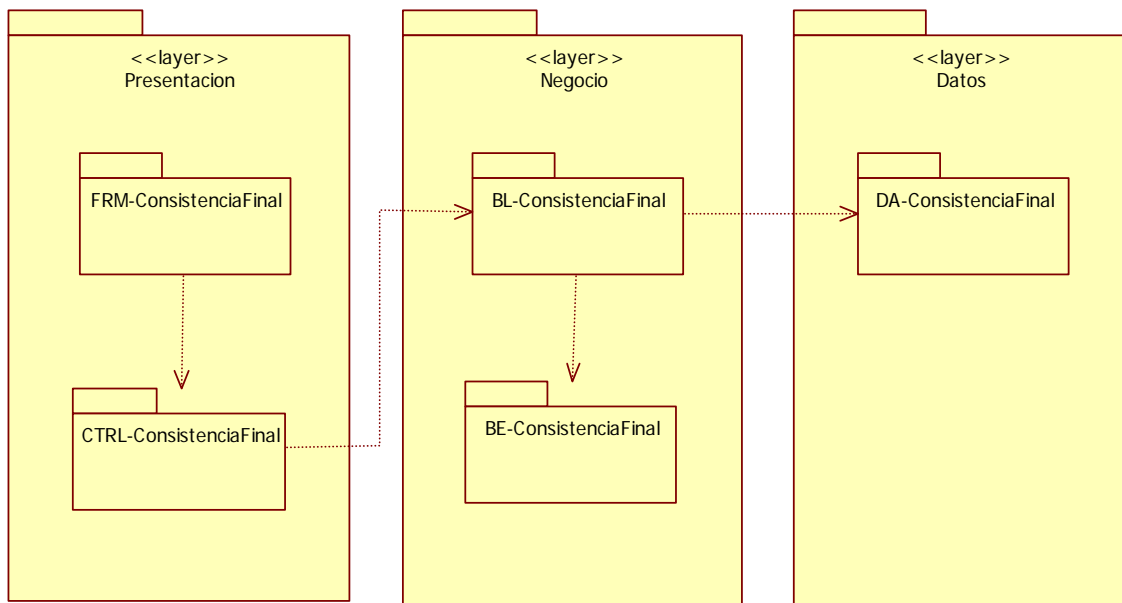 <<layer>>
Presentacion
FRM-ConsistenciaFinal
CTRL-ConsistenciaFinal
<<layer>>
Negocio
BL-ConsistenciaFinal
BE-ConsistenciaFinal
<<layer>>
Datos
DA-ConsistenciaFinal